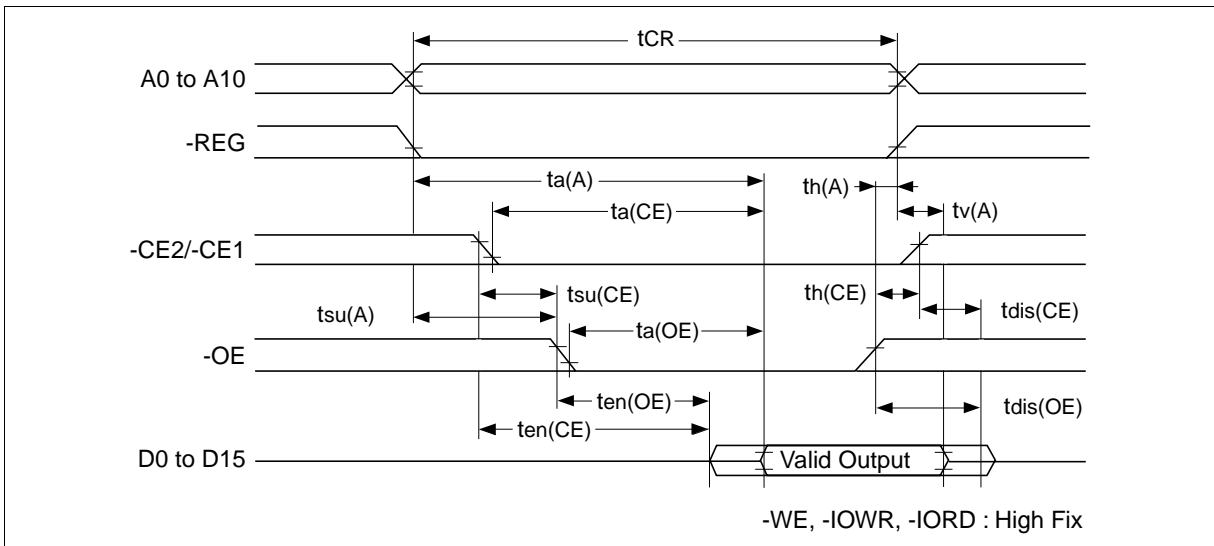 tCR
A0 to A10
-REG
ta(A)
th(A)
ta(CE)
tv(A)
-CE2/-CE1
tsu(CE)
th(CE)
tsu(A)
tdis(CE)
ta(OE)
-OE
ten(OE)
tdis(OE)
ten(CE)
D0 to D15
Valid Output
-WE, -IOWR, -IORD : High Fix